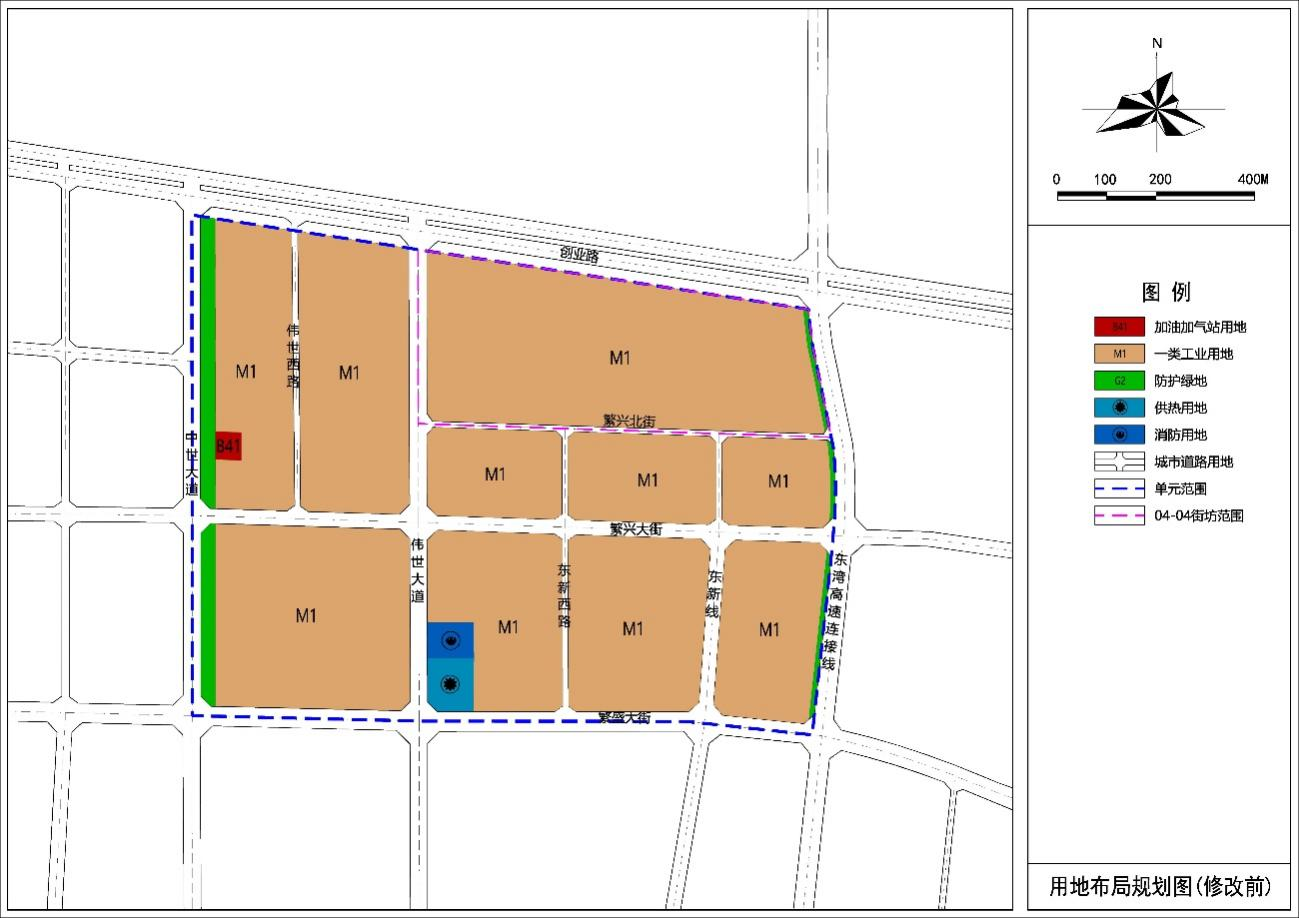 N
0 100 200 400M
图 例
B41 加油加气站用地
M1 一类工业用地
G2 防护绿地
供热用地
消防用地
城市道路用地
单元范围
04-04街坊范围
用地布局规划图(修改前)
创业路
伟世西路
M1
M1
M1
繁兴北街
B41
中世大道
M1
M1
M1
繁兴大街
伟世大道
东新西路
东新线
东湾高速连接线
M1
M1
M1
M1
繁盛大街